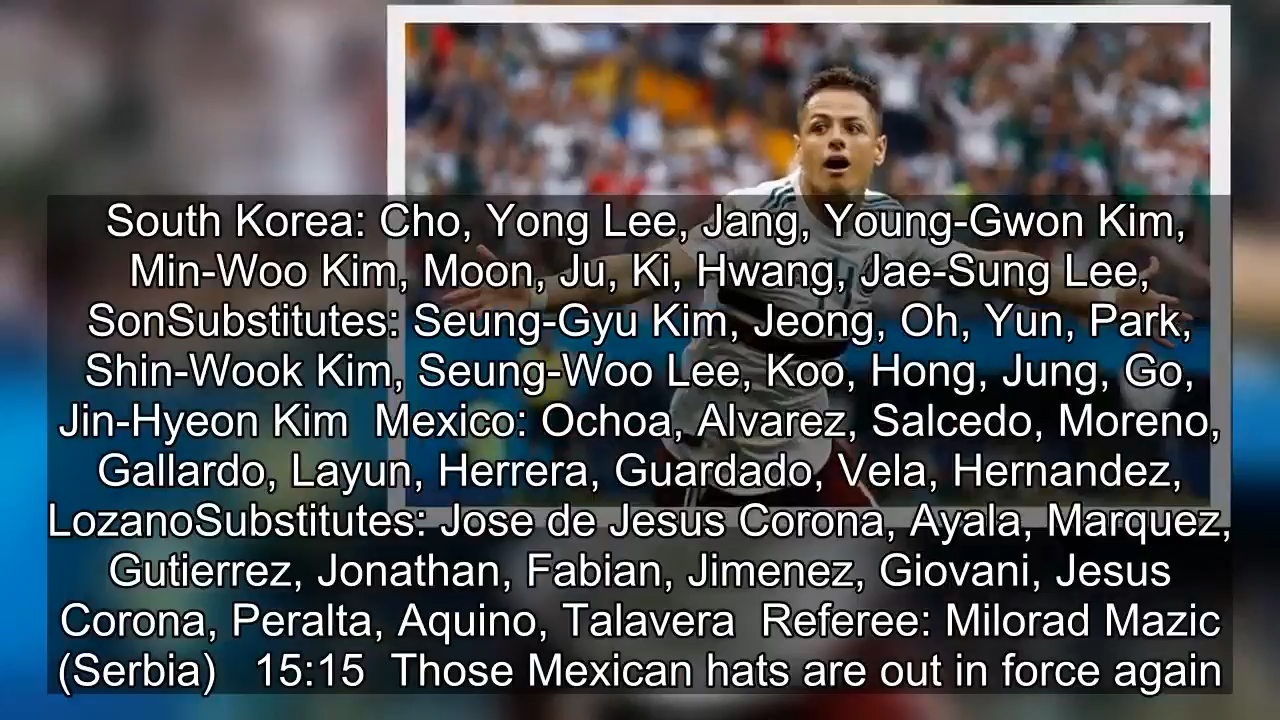 South Korea: Cho, Yong Lee, Jang, Young-Gwon Kim,
Min-Woo Kim, Moon, Ju, Ki, Hwang, Jae-Sung Lee,
SonSubstitutes: Seung-Gyu Kim, Jeong, Oh, Yun, Park,
Shin-Wook Kim, Seung-Woo Lee, Koo, Hong, Jung, Go,
Jin-Hyeon Kim  Mexico: Ochoa, Alvarez, Salcedo, Moreno,
Gallardo, Layun, Herrera, Guardado, Vela, Hernandez,
LozanoSubstitutes: Jose de Jesus Corona, Ayala, Marquez,
Gutierrez, Jonathan, Fabian, Jimenez, Giovani, Jesus
Corona, Peralta, Aquino, Talavera  Referee: Milorad Mazic
(Serbia)   15:15  Those Mexican hats are out in force again